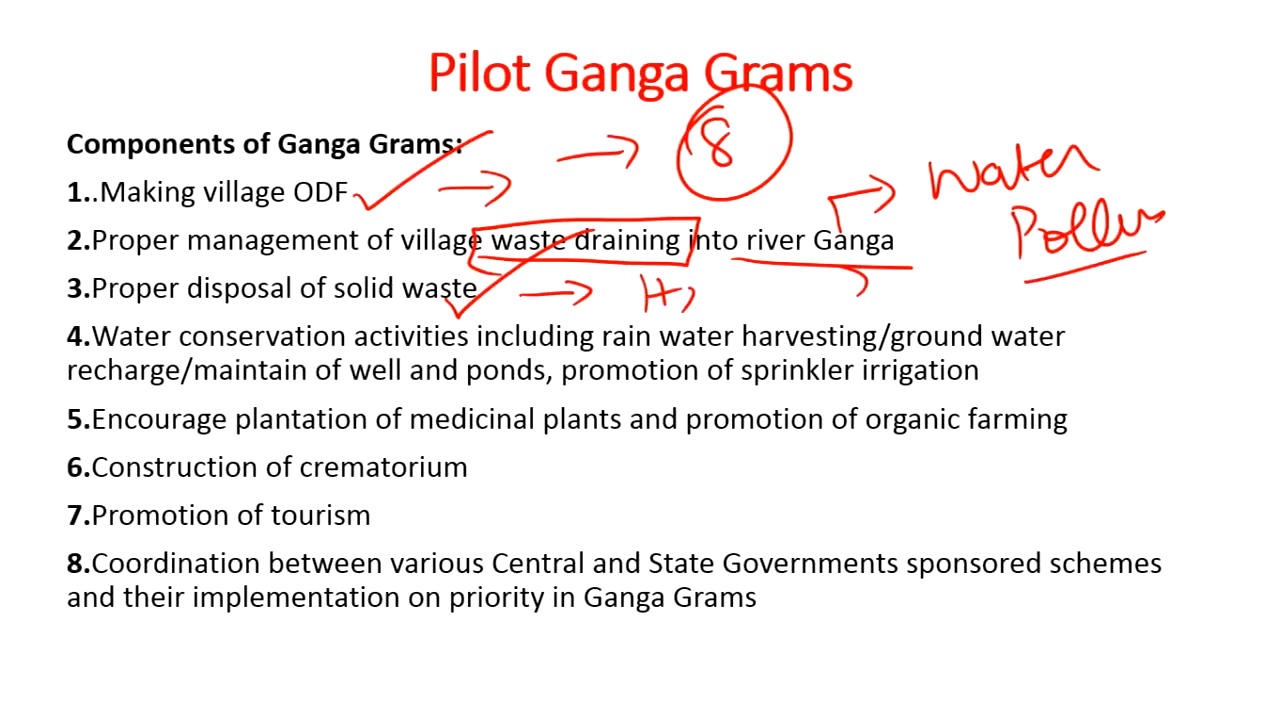 Pilot Ganga Grams
Components of Ganga Grams:
8
1..Making village ODF
Water
2.Proper management of village waste draining into river Ganga
3.Proper disposal of solid waste
4.Water conservation activities including rain water harvesting/ground water
recharge/maintain of well and ponds, promotion of sprinkler irrigation
5.Encourage plantation of medicinal plants and promotion of organic farming
6.Construction of crematorium
7.Promotion of tourism
8.Coordination between various Central and State Governments sponsored schemes
and their implementation on priority in Ganga Grams